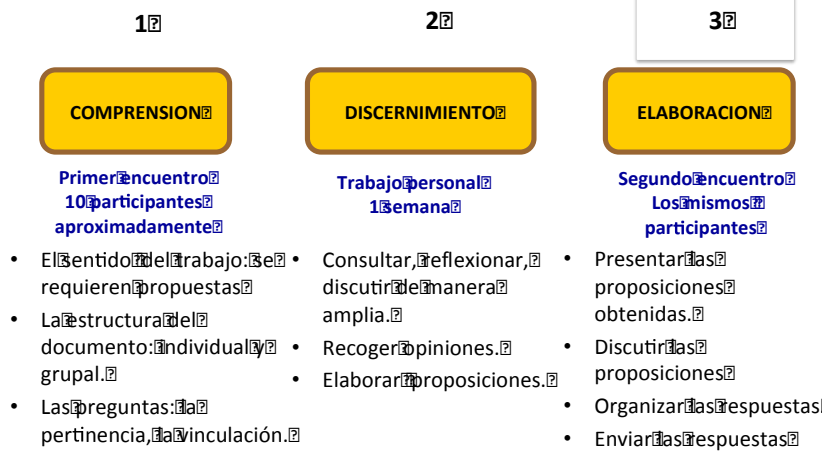 1
COMPRENSION
Primer encuentro
10 participantes
aproximadamente
• El sentido del trabajo: se
requieren propuestas
• La estructura del
documento: individual y
grupal.
• Las preguntas: la
pertinencia, la vinculación.
2
DISCERNIMIENTO
Trabajo personal
1 semana
• Consultar, reflexionar,
discutir de manera
amplia.
• Recoger opiniones.
• Elaborar proposiciones.
3
ELABORACION
Segundo encuentro
Los mismos
participantes
• Presentar las
proposiciones
obtenidas.
• Discutir las
proposiciones
• Organizar las respuestas
• Enviar las respuestas